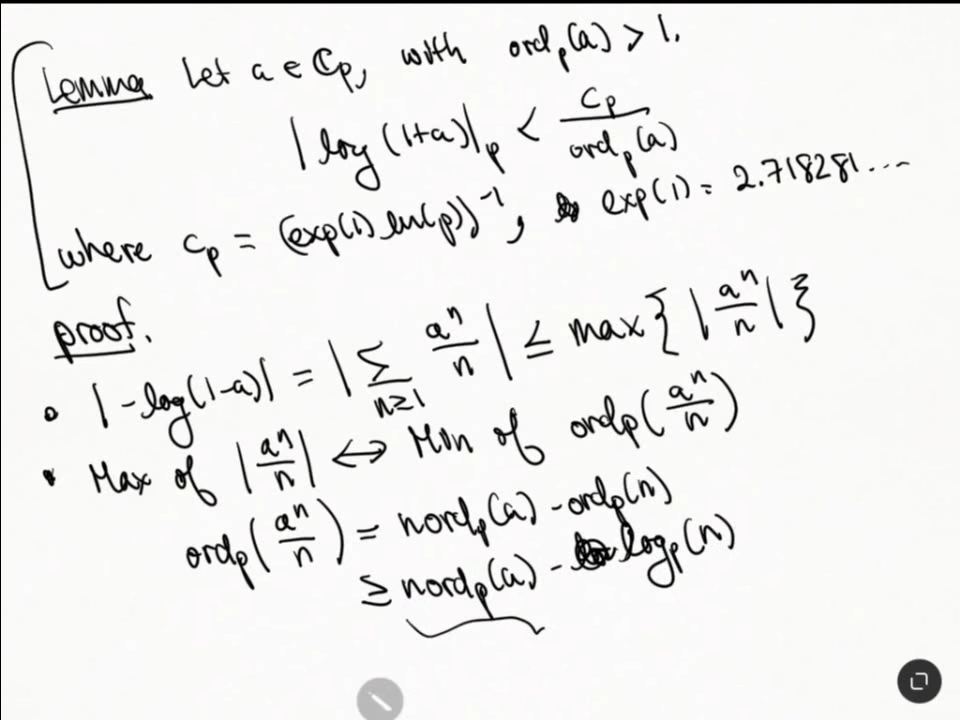 Lemma Let a ∈ ℂp, with ordp(a) > 1.
|log(1+a)|p < cp / ordp(a)
where cp = (exp(1) ln(p))^-1, exp(1) = 2.718281...
proof.
• |-log(1-a)| = |∑_{n≥1} a^n/n| ≤ max{|a^n/n|}
• Max of |a^n/n| ↔ Min of ordp(a^n/n)
ordp(a^n/n) = nordp(a) - ordp(n)
≥ nordp(a) - logp(n)